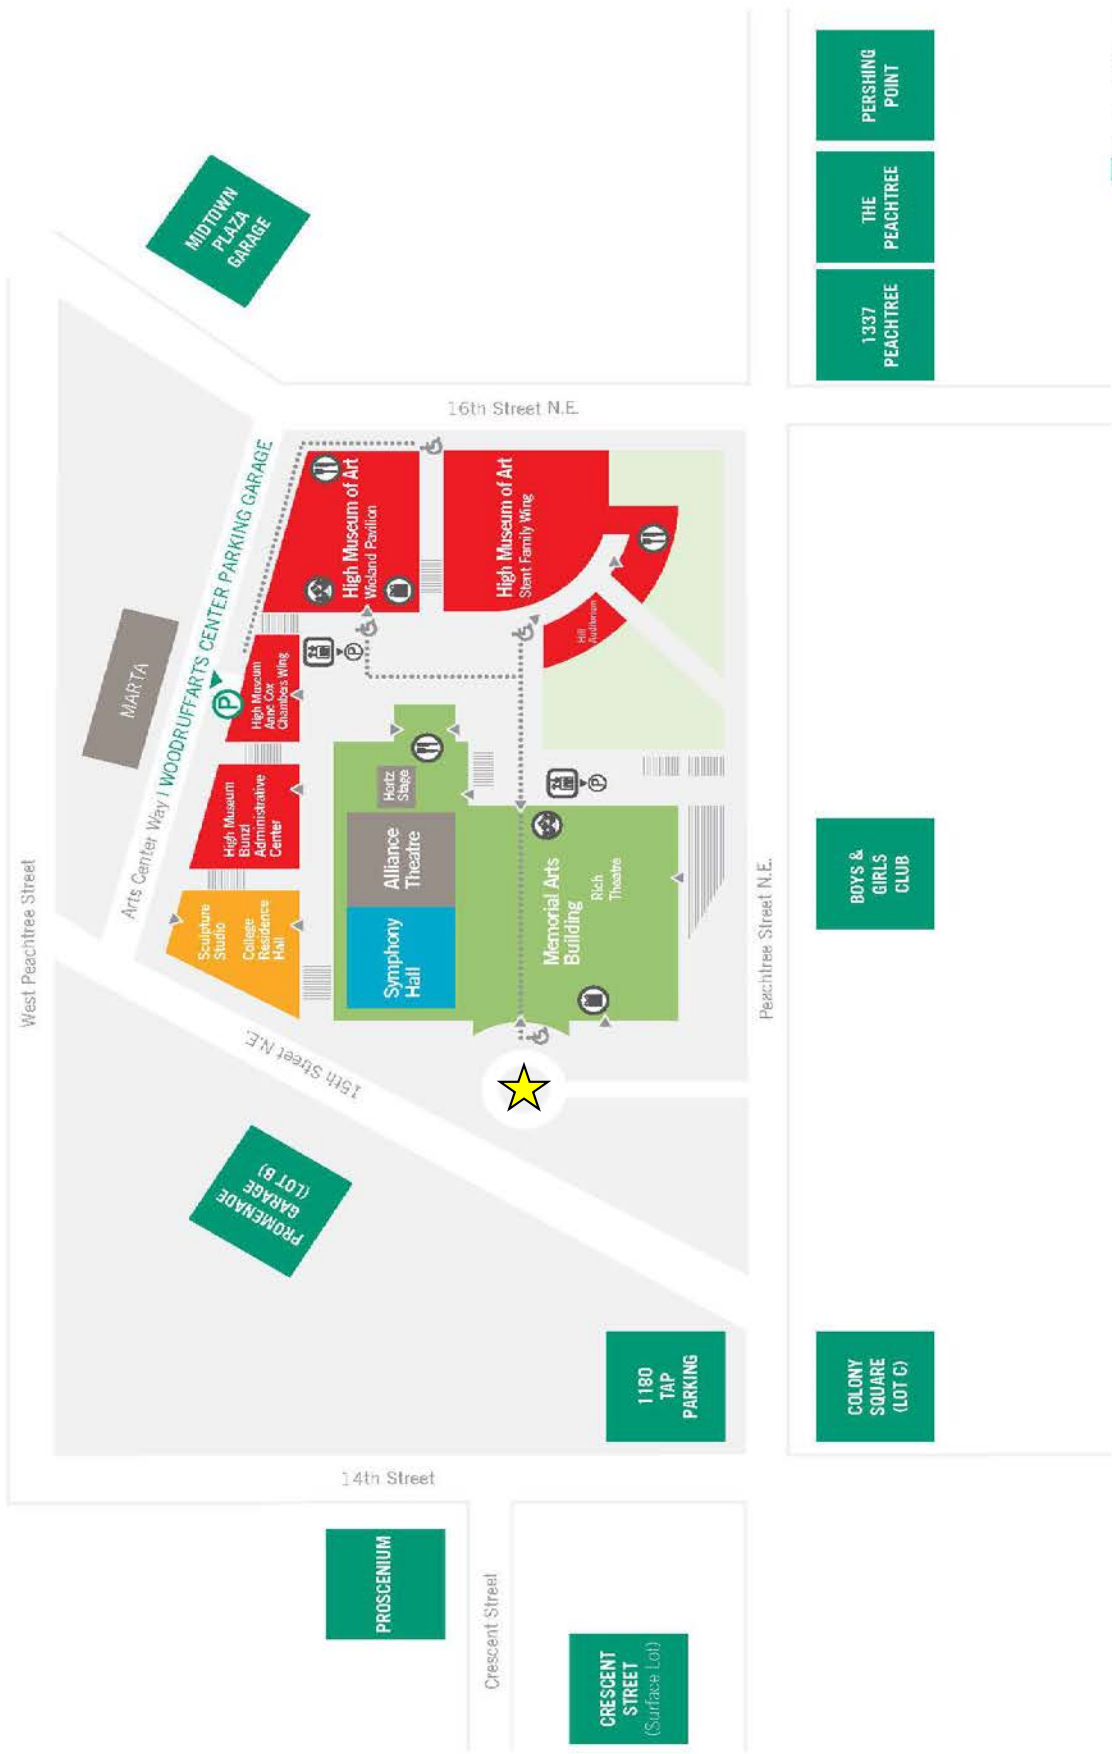 West Peachtree Street
MARTA
Arts Center Way | WOODRUFFARTS CENTER PARKING GARAGE
P
MIDTOWN
PLAZA
GARAGE
16th Street N.E.
PERSHING
POINT
THE
PEACHTREE
1337
PEACHTREE
High Museum of Art
Wieland Pavilion
High Museum of Art
Stent Family Wing
Hill
Auditorium
High Museum
Anne Cox
Chambers Wing
P
High Museum
Bunzl
Administrative
Center
Sculpture
Studio
College
Residence
Hall
Hertz
Stage
Alliance
Theatre
Symphony
Hall
Memorial Arts
Building
Rich
Theatre
P
Peachtree Street N.E.
BOYS &
GIRLS
CLUB
15th Street N.E.
PROMENADE
GARAGE
(LOT B)
1180
TAP
PARKING
COLONY
SQUARE
(LOT C)
14th Street
PROSCENIUM
Crescent Street
CRESCENT
STREET
(Surface Lot)